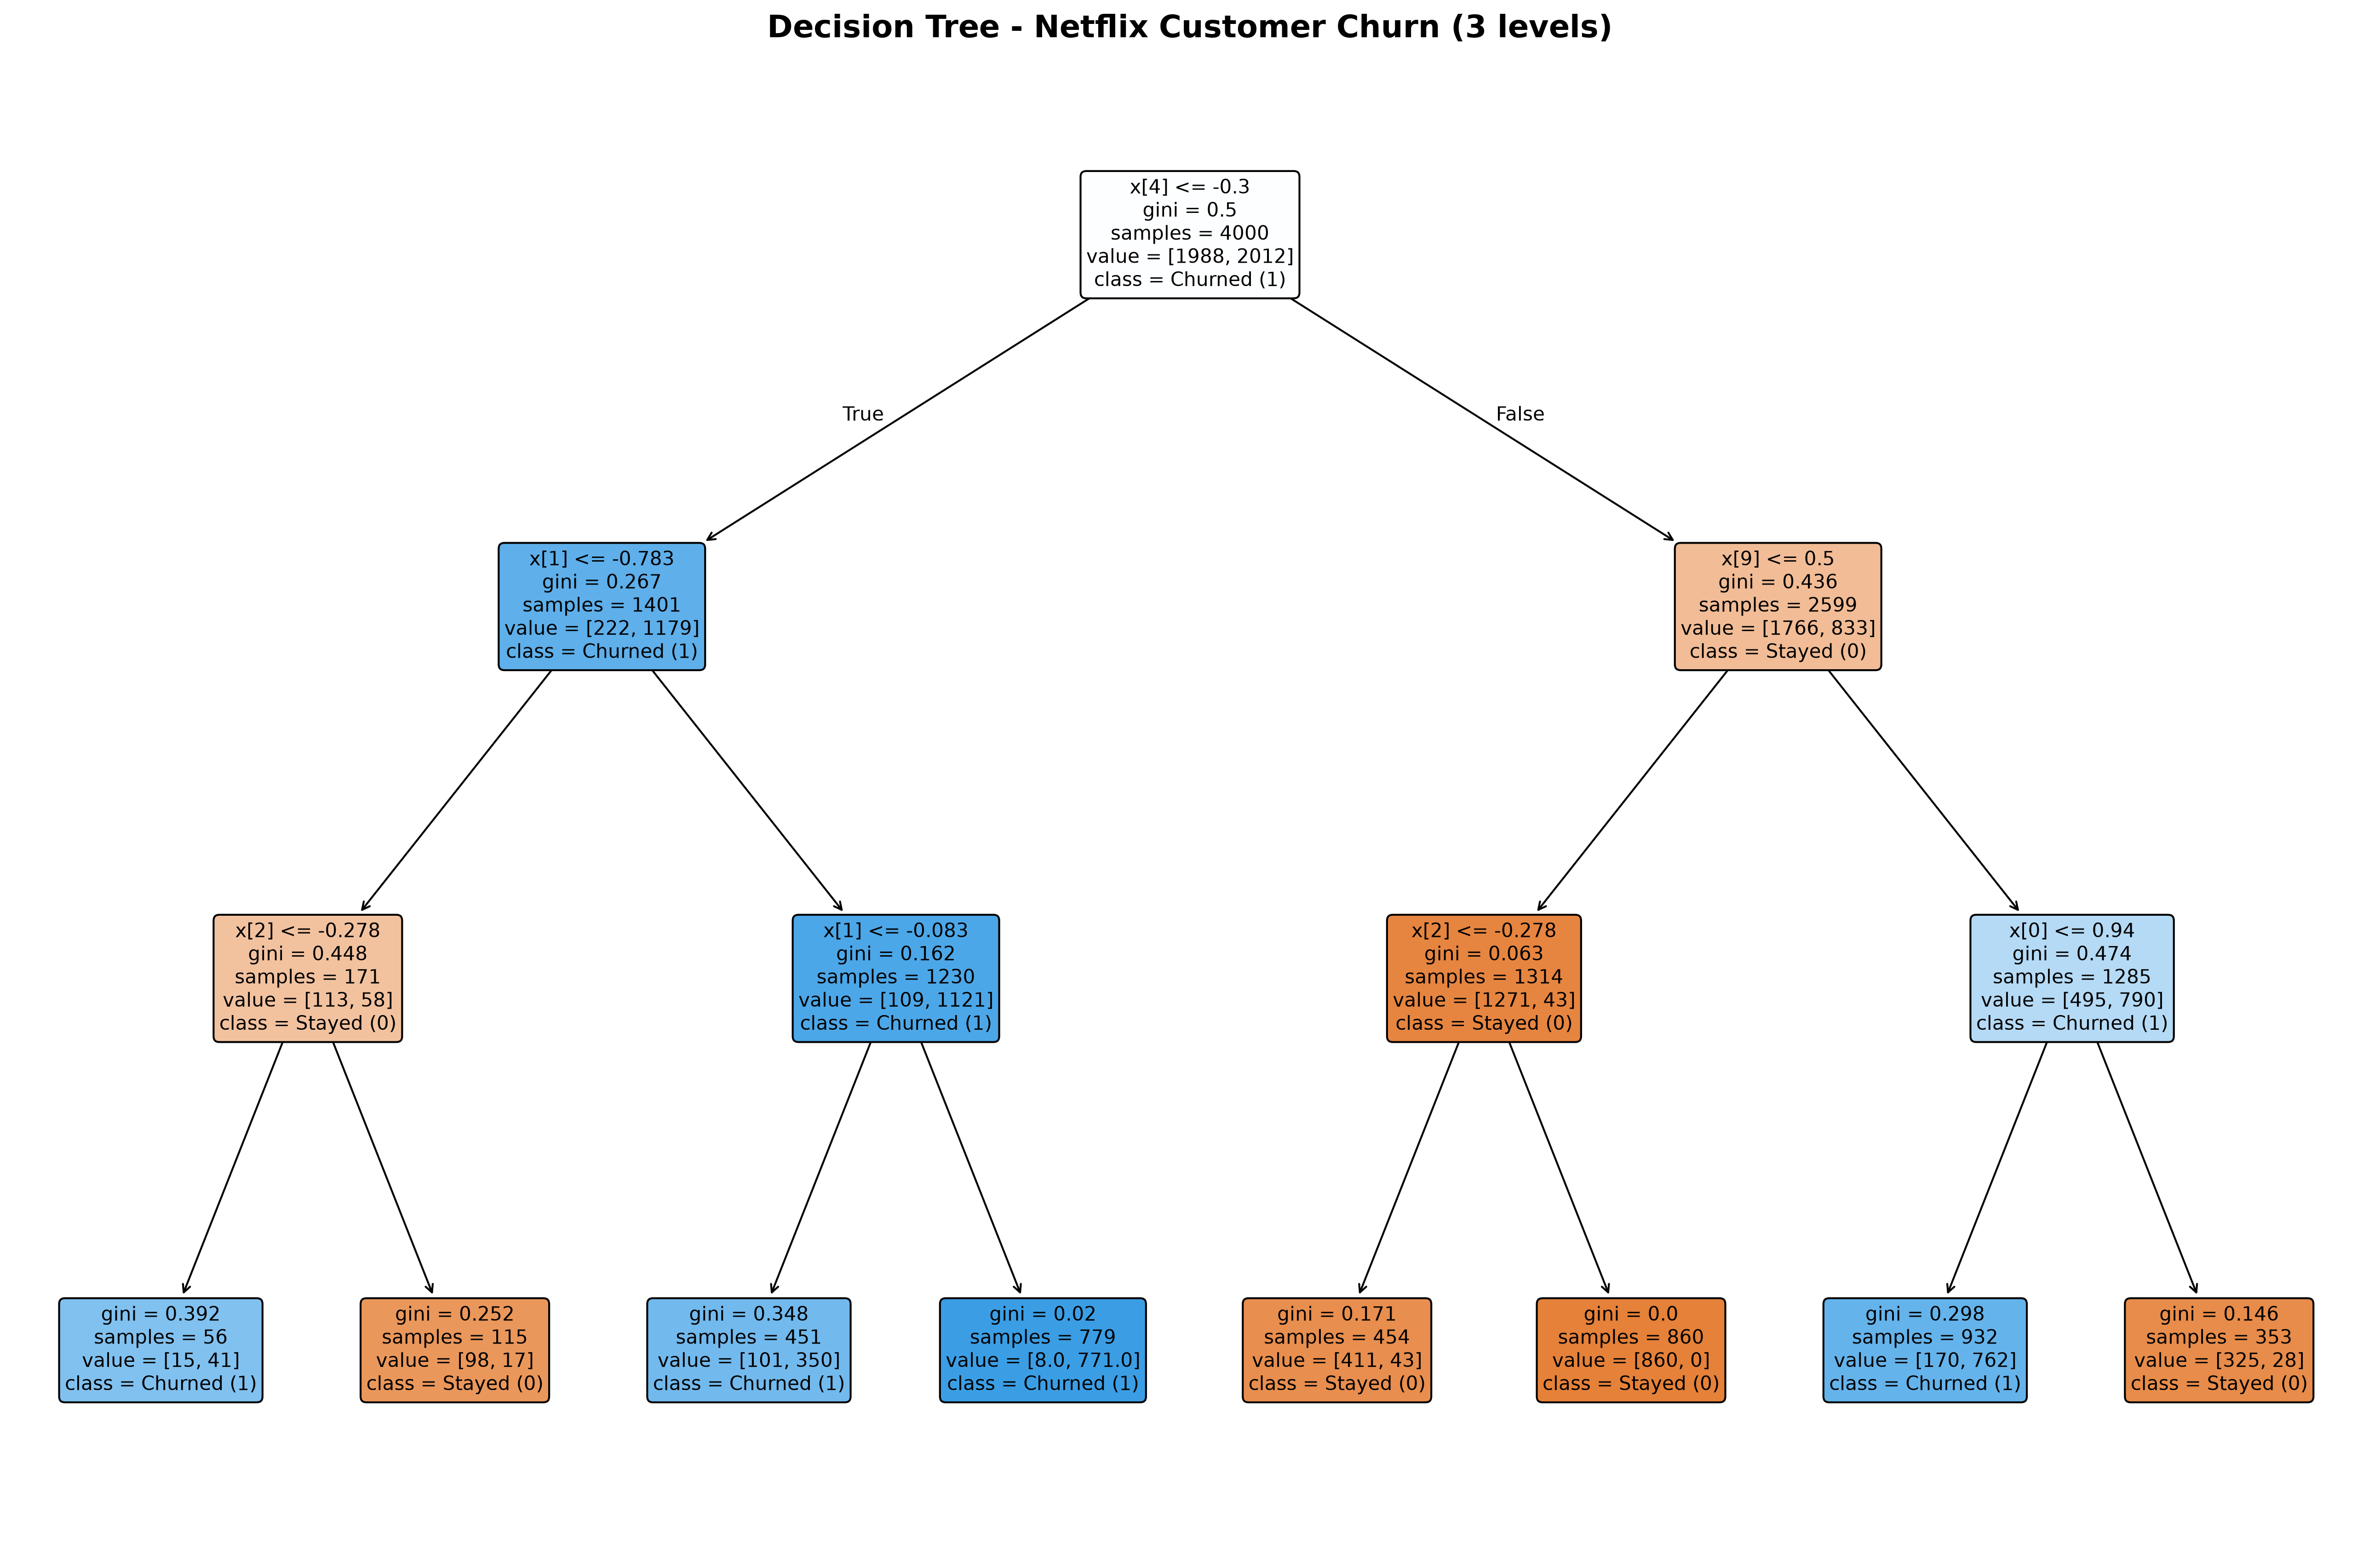 Decision Tree - Netflix Customer Churn (3 levels)
x[4] <= -0.3
gini = 0.5
samples = 4000
value = [1988, 2012]
class = Churned (1)
True
False
x[1] <= -0.783
gini = 0.267
samples = 1401
value = [222, 1179]
class = Churned (1)
x[9] <= 0.5
gini = 0.436
samples = 2599
value = [1766, 833]
class = Stayed (0)
x[2] <= -0.278
gini = 0.448
samples = 171
value = [113, 58]
class = Stayed (0)
x[1] <= -0.083
gini = 0.162
samples = 1230
value = [109, 1121]
class = Churned (1)
x[2] <= -0.278
gini = 0.063
samples = 1314
value = [1271, 43]
class = Stayed (0)
x[0] <= 0.94
gini = 0.474
samples = 1285
value = [495, 790]
class = Churned (1)
gini = 0.392
samples = 56
value = [15, 41]
class = Churned (1)
gini = 0.252
samples = 115
value = [98, 17]
class = Stayed (0)
gini = 0.348
samples = 451
value = [101, 350]
class = Churned (1)
gini = 0.02
samples = 779
value = [8.0, 771.0]
class = Churned (1)
gini = 0.171
samples = 454
value = [411, 43]
class = Stayed (0)
gini = 0.0
samples = 860
value = [860, 0]
class = Stayed (0)
gini = 0.298
samples = 932
value = [170, 762]
class = Churned (1)
gini = 0.146
samples = 353
value = [325, 28]
class = Stayed (0)